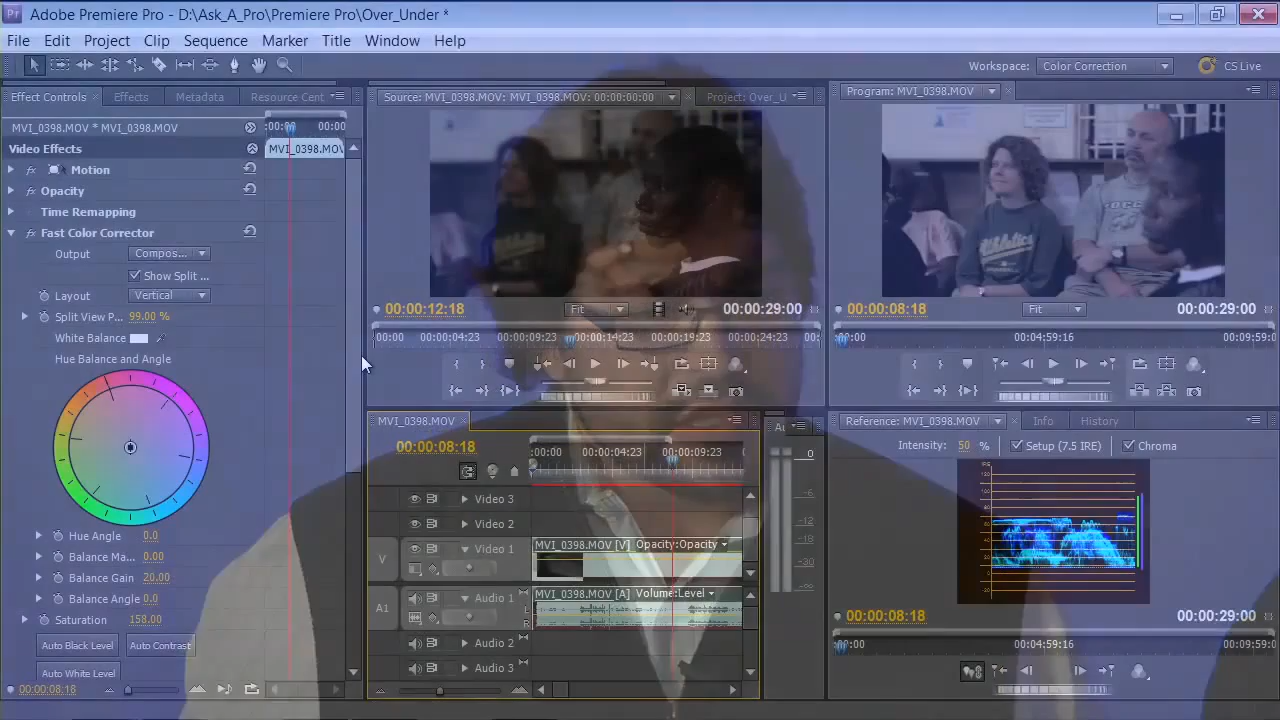 Adobe Premiere Pro - D:\Ask_A_Pro\Premiere Pro\Over_Under *
File Edit Project Clip Sequence Marker Title Window Help
Workspace: Color Correction CS Live
Effect Controls Effects Metadata Resource Cent
MVI_0398.MOV * MVI_0398.MOV
:00:00 00:00
Video Effects
MVI_0398.MOV
Motion
Opacity
Time Remapping
Fast Color Corrector
Output Compos...
Show Split ...
Layout Vertical
Split View P... 99.00 %
White Balance
Hue Balance and Angle
Hue Angle 0.0
Balance Ma... 0.00
Balance Gain 20.00
Balance Angle 0.0
Saturation 158.00
Auto Black Level Auto Contrast
Auto White Level
00:00:08:18
Source: MVI_0398.MOV: MVI_0398.MOV: 00:00:00:00 Project: Over_U
00:00:12:18 Fit 00:00:29:00
00:00 00:00:04:23 00:00:09:23 00:00:14:23 00:00:19:23 00:00:24:23 00:
Program: MVI_0398.MOV
Athletics
SOCC
00:00:08:18 Fit 00:00:29:00
00:00 00:04:59:16 00:09:59:0
MVI_0398.MOV
00:00:08:18
:00:00 00:00:04:23 00:00:09:23
Video 3
Video 2
V Video 1 MVI_0398.MOV [V] Opacity:Opacity
A1 Audio 1 MVI_0398.MOV [A] Volume:Level
L
R
Audio 2
Audio 3
Au
0
-6
-12
-18
-30
Reference: MVI_0398.MOV Info History
Intensity: 50 % Setup (7.5 IRE) Chroma
00:00:08:18 00:00:29:00
00:00 00:04:59:16 00:09:59:0